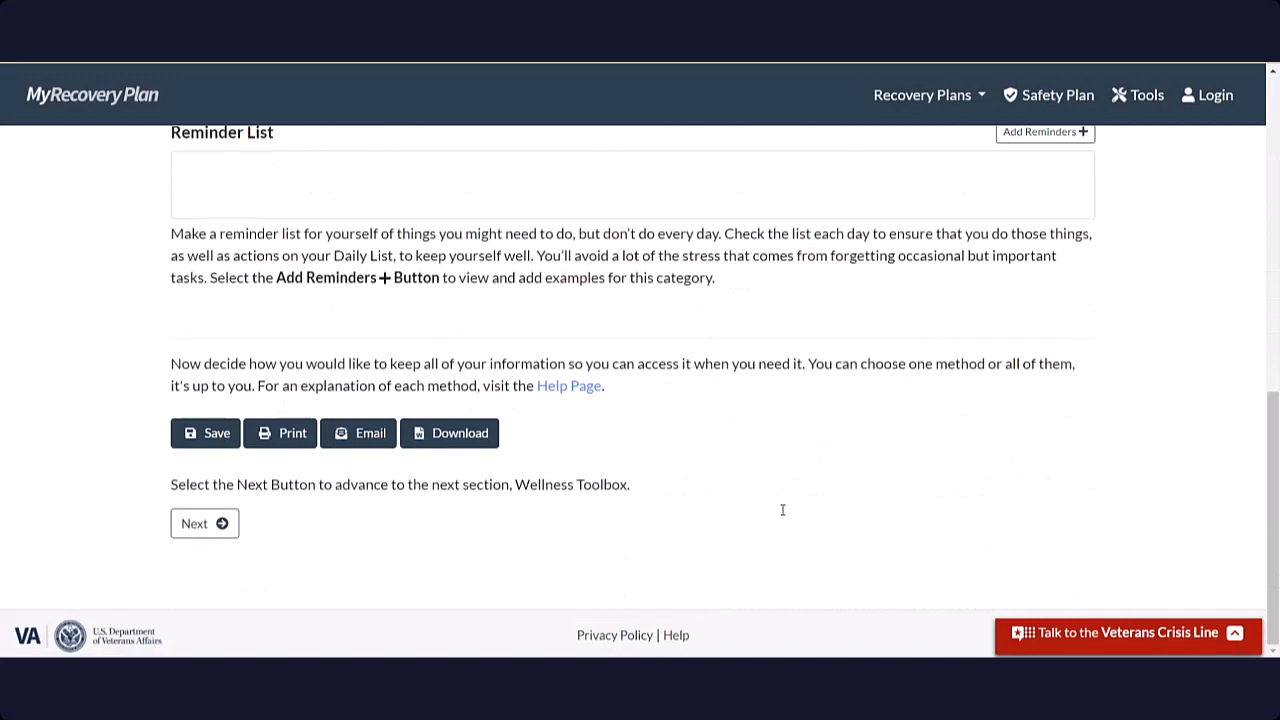 MyRecoveryPlan
Recovery Plans Safety Plan Tools Login
Reminder List
Add Reminders
Make a reminder list for yourself of things you might need to do, but don't do every day. Check the list each day to ensure that you do those things,
as well as actions on your Daily List, to keep yourself well. You'll avoid a lot of the stress that comes from forgetting occasional but important
tasks. Select the Add Reminders + Button to view and add examples for this category.
Now decide how you would like to keep all of your information so you can access it when you need it. You can choose one method or all of them,
it's up to you. For an explanation of each method, visit the Help Page.
Save Print Email Download
Select the Next Button to advance to the next section, Wellness Toolbox.
Next
VA
U.S. Department
of Veterans Affairs
Privacy Policy | Help
Talk to the Veterans Crisis Line